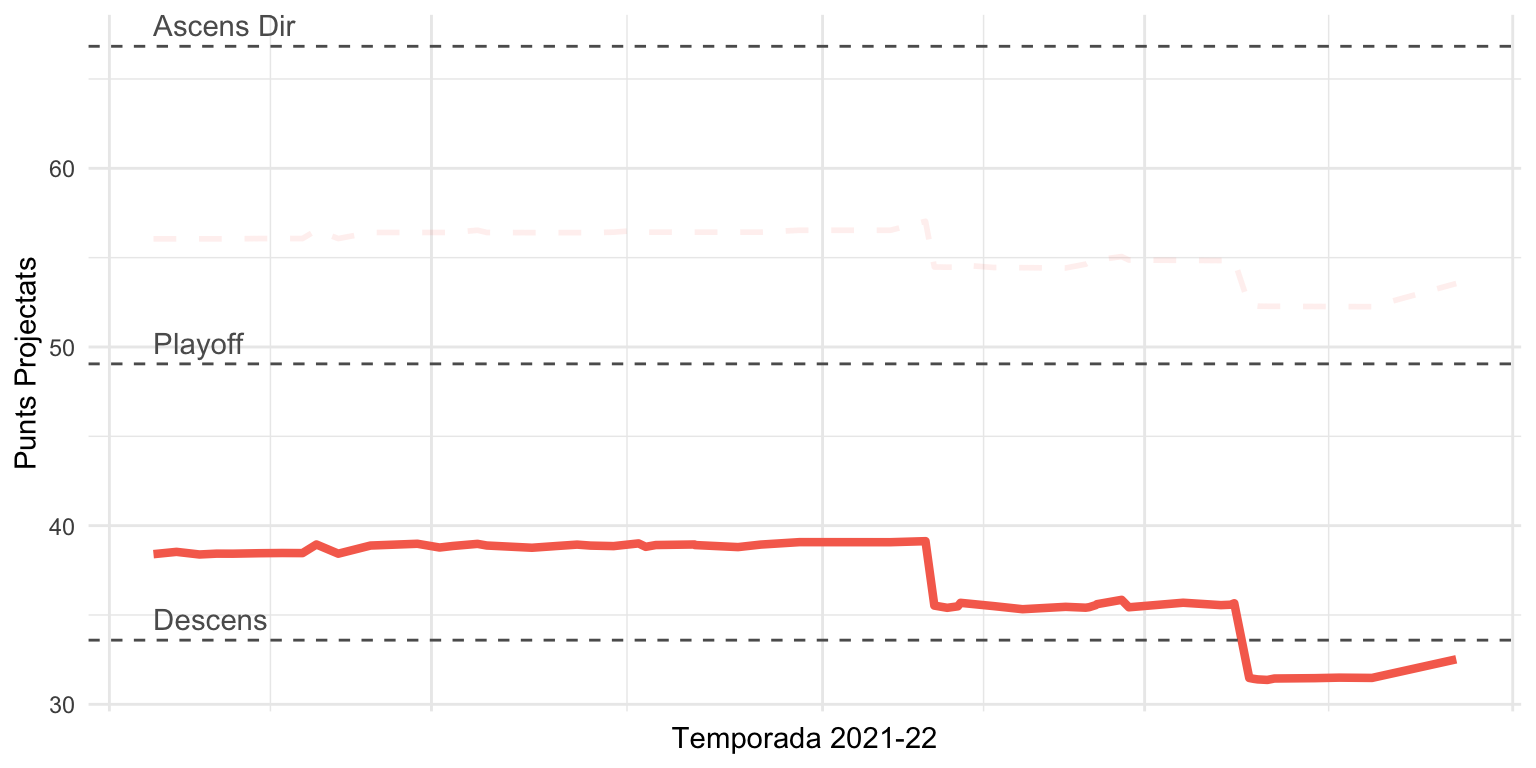 Ascens Dir
60
Punts Projectats
Playoff
50
40
Descens
30
Temporada 2021-22